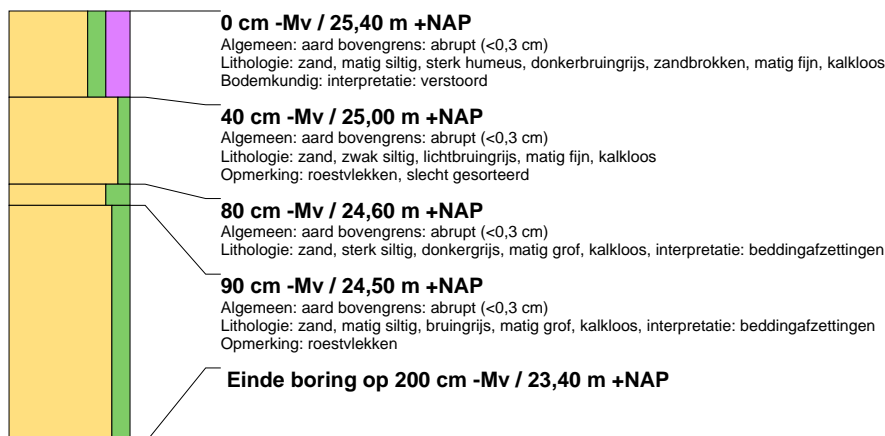 0 cm -Mv / 25,40 m +NAP
Algemeen: aard bovengrens: abrupt (<0,3 cm)
Lithologie: zand, matig siltig, sterk humeus, donkerbruingrijs, zandbrokken, matig fijn, kalkloos
Bodemkundig: interpretatie: verstoord
40 cm -Mv / 25,00 m +NAP
Algemeen: aard bovengrens: abrupt (<0,3 cm)
Lithologie: zand, zwak siltig, lichtbruingrijs, matig fijn, kalkloos
Opmerking: roestvlekken, slecht gesorteerd
80 cm -Mv / 24,60 m +NAP
Algemeen: aard bovengrens: abrupt (<0,3 cm)
Lithologie: zand, sterk siltig, donkergrijs, matig grof, kalkloos, interpretatie: beddingafzettingen
90 cm -Mv / 24,50 m +NAP
Algemeen: aard bovengrens: abrupt (<0,3 cm)
Lithologie: zand, matig siltig, bruingrijs, matig grof, kalkloos, interpretatie: beddingafzettingen
Opmerking: roestvlekken
Einde boring op 200 cm -Mv / 23,40 m +NAP